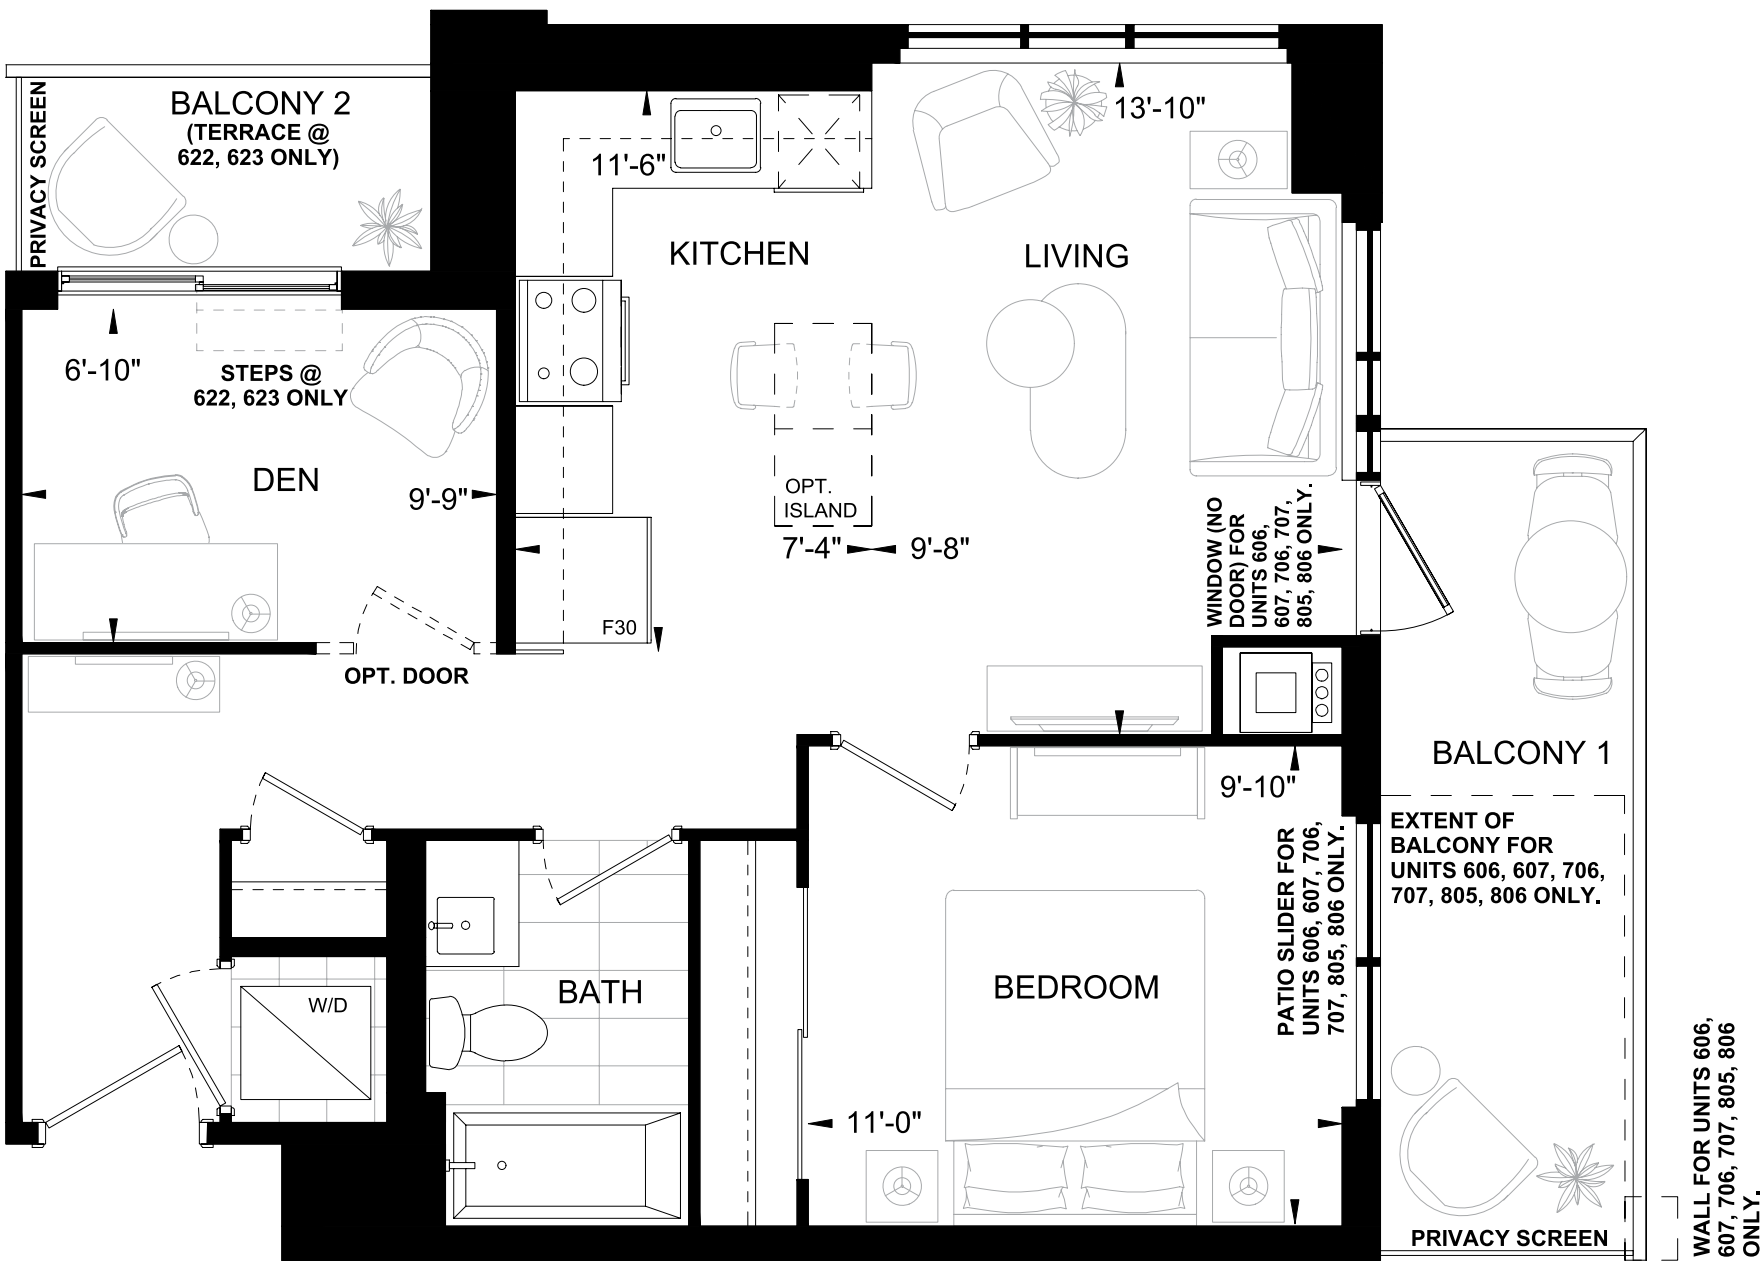 BALCONY 2
(TERRACE @
622, 623 ONLY)
PRIVACY SCREEN
13'-10"
11'-6"
KITCHEN
LIVING
6'-10"
STEPS @
622, 623 ONLY
DEN
9'-9"
OPT.
ISLAND
7'-4"
9'-8"
WINDOW (NO
DOOR) FOR
UNITS 606,
607, 706, 707,
805, 806 ONLY.
F30
OPT. DOOR
BALCONY 1
9'-10"
EXTENT OF
BALCONY FOR
UNITS 606, 607, 706,
707, 805, 806 ONLY.
PATIO SLIDER FOR
UNITS 606, 607, 706,
707, 805, 806 ONLY.
BEDROOM
BATH
W/D
11'-0"
WALL FOR UNITS 606,
607, 706, 707, 805, 806
ONLY.
PRIVACY SCREEN